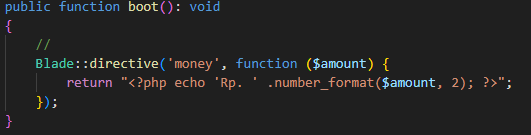 public function boot(): void
{
    //
    Blade::directive('money', function ($amount) {
        return "<?php echo 'Rp. ' .number_format($amount, 2); ?>";
    });
}